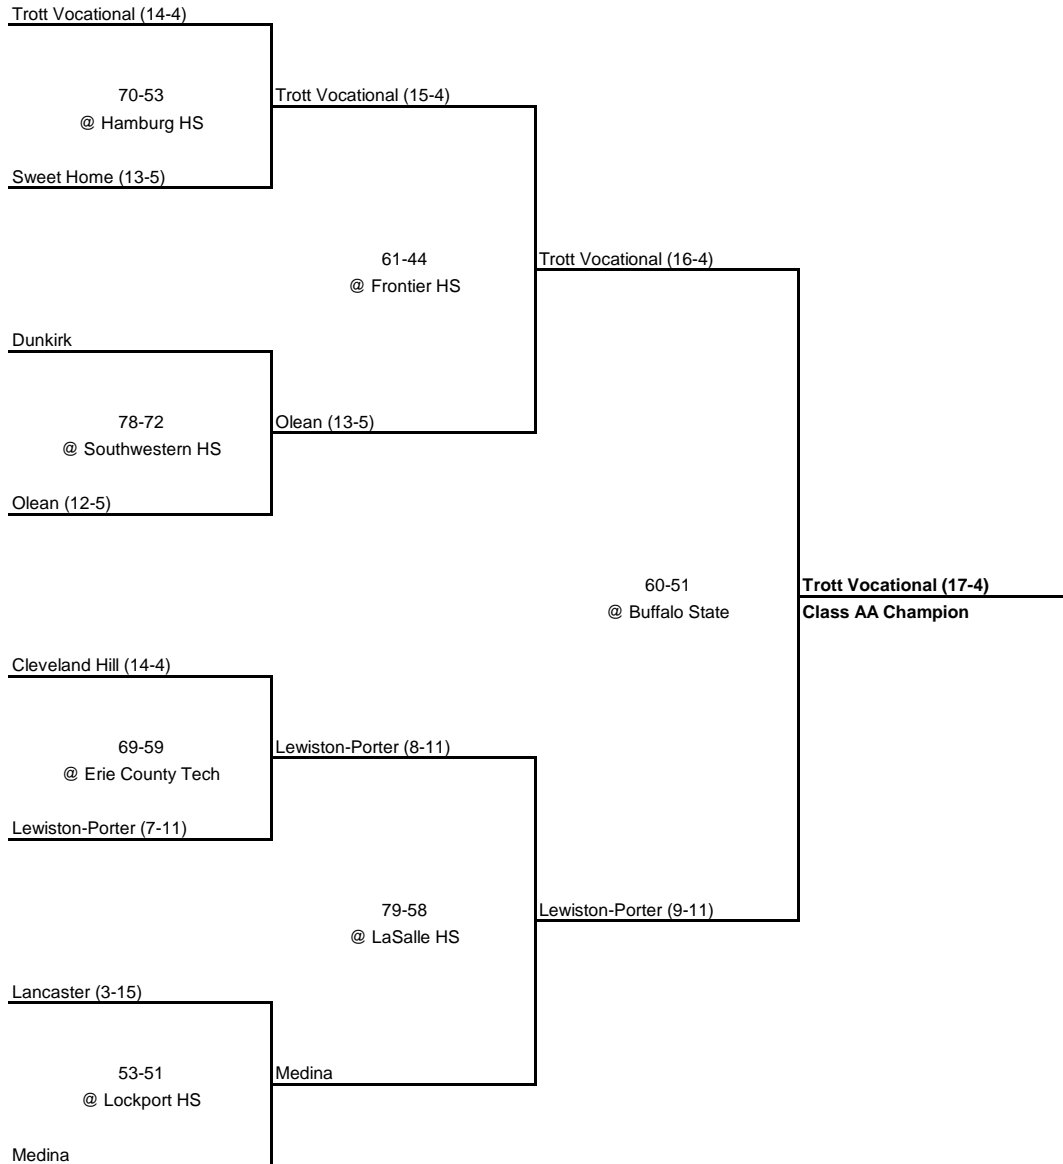 Trott Vocational (14-4)
70-53
Trott Vocational (15-4)
@ Hamburg HS
Sweet Home (13-5)
61-44
Trott Vocational (16-4)
@ Frontier HS
Dunkirk
78-72
Olean (13-5)
@ Southwestern HS
Olean (12-5)
60-51
Trott Vocational (17-4)
@ Buffalo State
Class AA Champion
Cleveland Hill (14-4)
69-59
Lewiston-Porter (8-11)
@ Erie County Tech
Lewiston-Porter (7-11)
79-58
Lewiston-Porter (9-11)
@ LaSalle HS
Lancaster (3-15)
53-51
Medina
@ Lockport HS
Medina